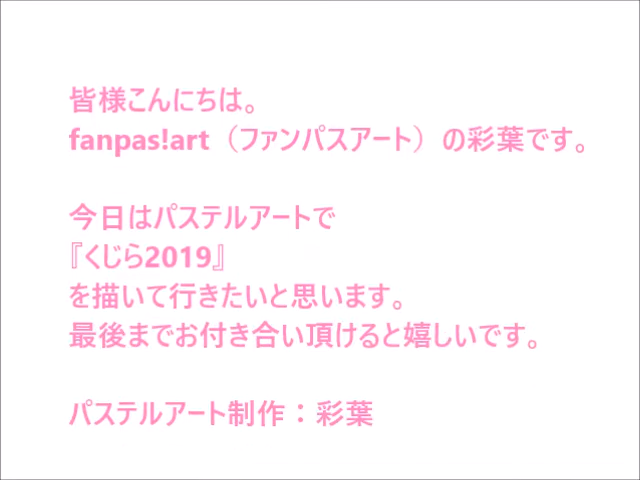 皆様こんにちは。
fanpas!art（ファンパスアート）の彩葉です。
今日はパステルアートで
『くじら2019』
を描いて行きたいと思います。
最後までお付き合い頂けると嬉しいです。
パステルアート制作：彩葉